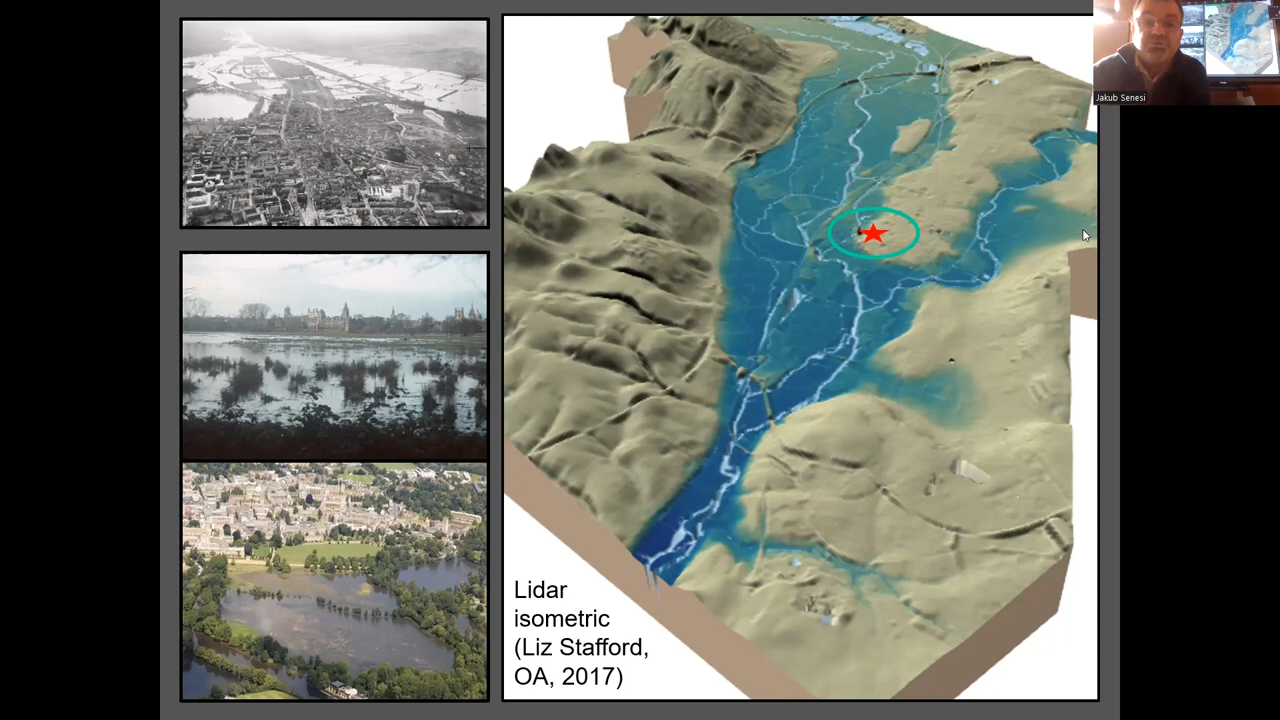 Jakub Senesi
Lidar
isometric
(Liz Stafford,
OA, 2017)